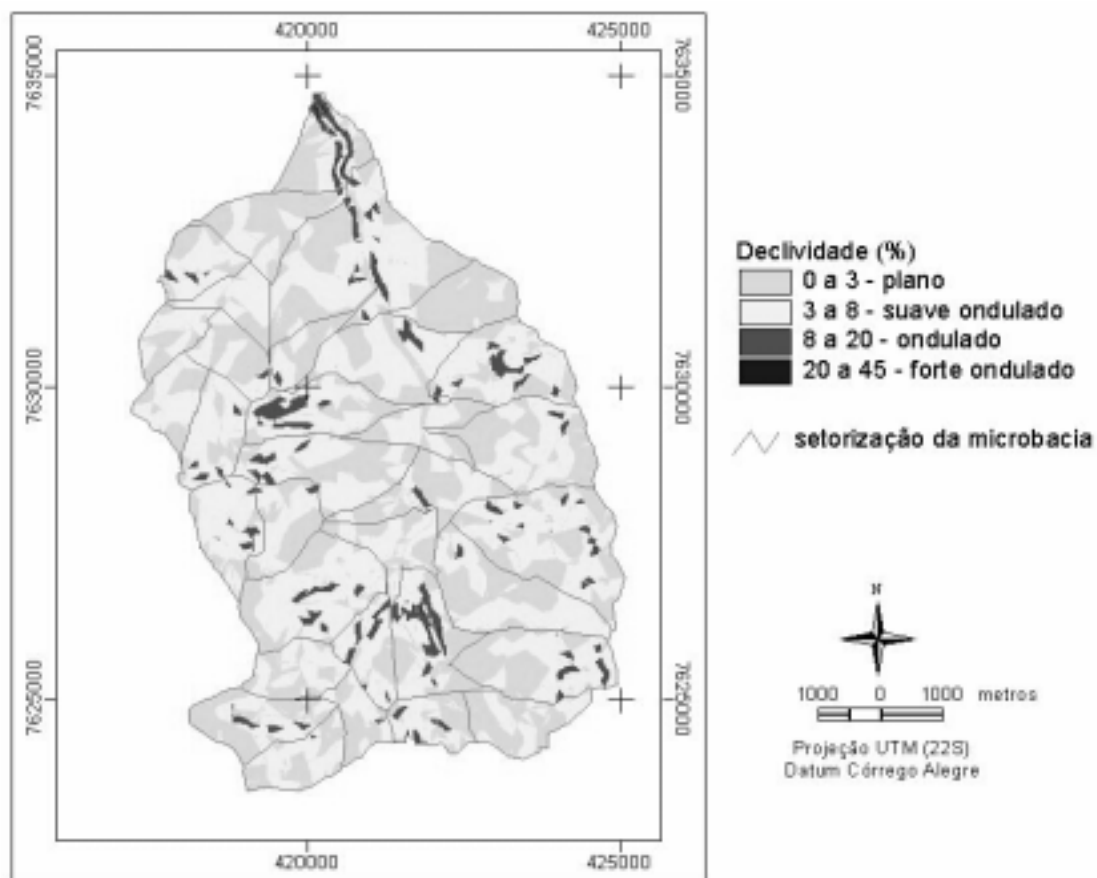 420000 425000
7635000 7635000
7630000 7630000
7625000 7625000
420000 425000
Declividade (%)
0 a 3 - plano
3 a 8 - suave ondulado
8 a 20 - ondulado
20 a 45 - forte ondulado
setorização da microbacia
N
1000 0 1000 metros
Projeção UTM (22S)
Datum Córrego Alegre